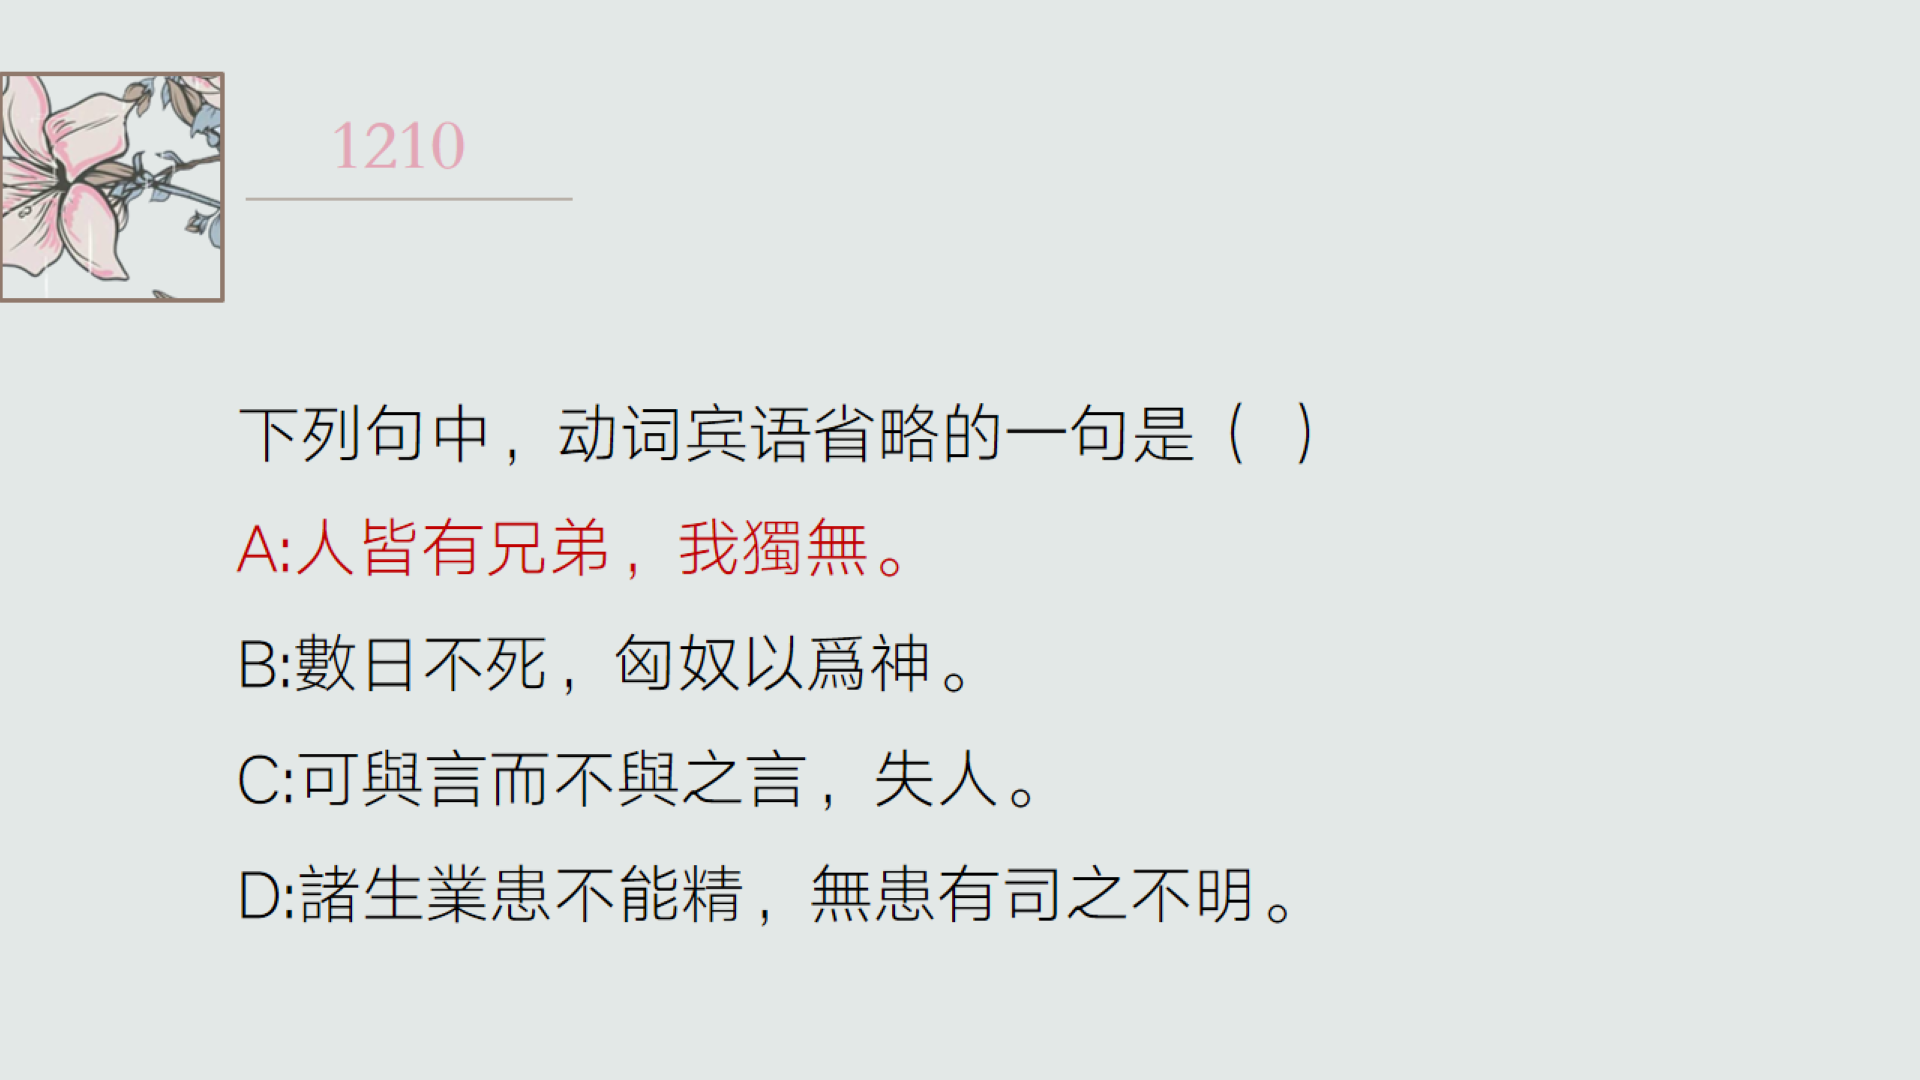 1210
下列句中，动词宾语省略的一句是（ ）
A:人皆有兄弟，我獨無。
B:數日不死，匈奴以爲神。
C:可與言而不與之言，失人。
D:諸生業患不能精，無患有司之不明。